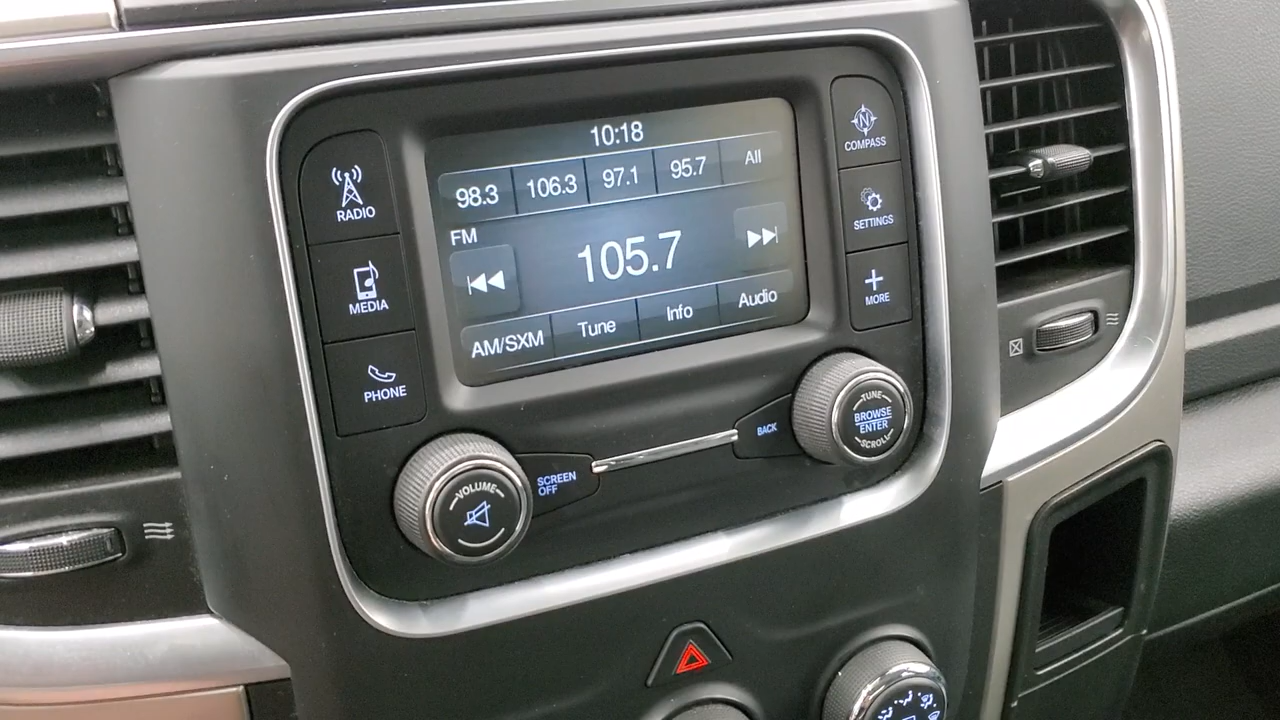 10:18
98.3 106.3 97.1 95.7 All
FM
105.7
AM/SXM Tune Info Audio
RADIO
MEDIA
PHONE
N
COMPASS
SETTINGS
MORE
VOLUME
SCREEN
OFF
BACK
TUNE
BROWSE
ENTER
SCROLL